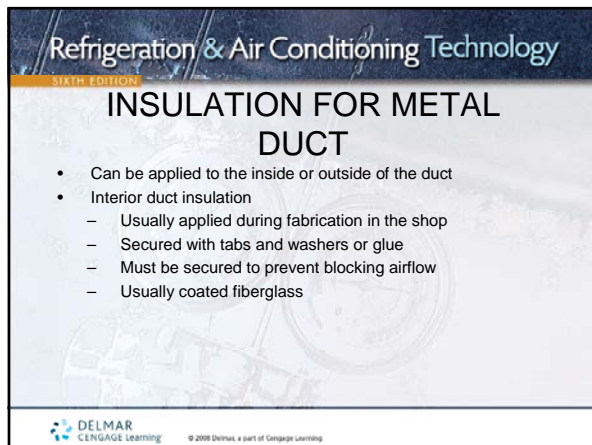 Refrigeration & Air Conditioning Technology
SIXTH EDITION
INSULATION FOR METAL
DUCT
• Can be applied to the inside or outside of the duct
• Interior duct insulation
– Usually applied during fabrication in the shop
– Secured with tabs and washers or glue
– Must be secured to prevent blocking airflow
– Usually coated fiberglass
DELMAR
CENGAGE Learning
© 2008 Delmar, a part of Cengage Learning